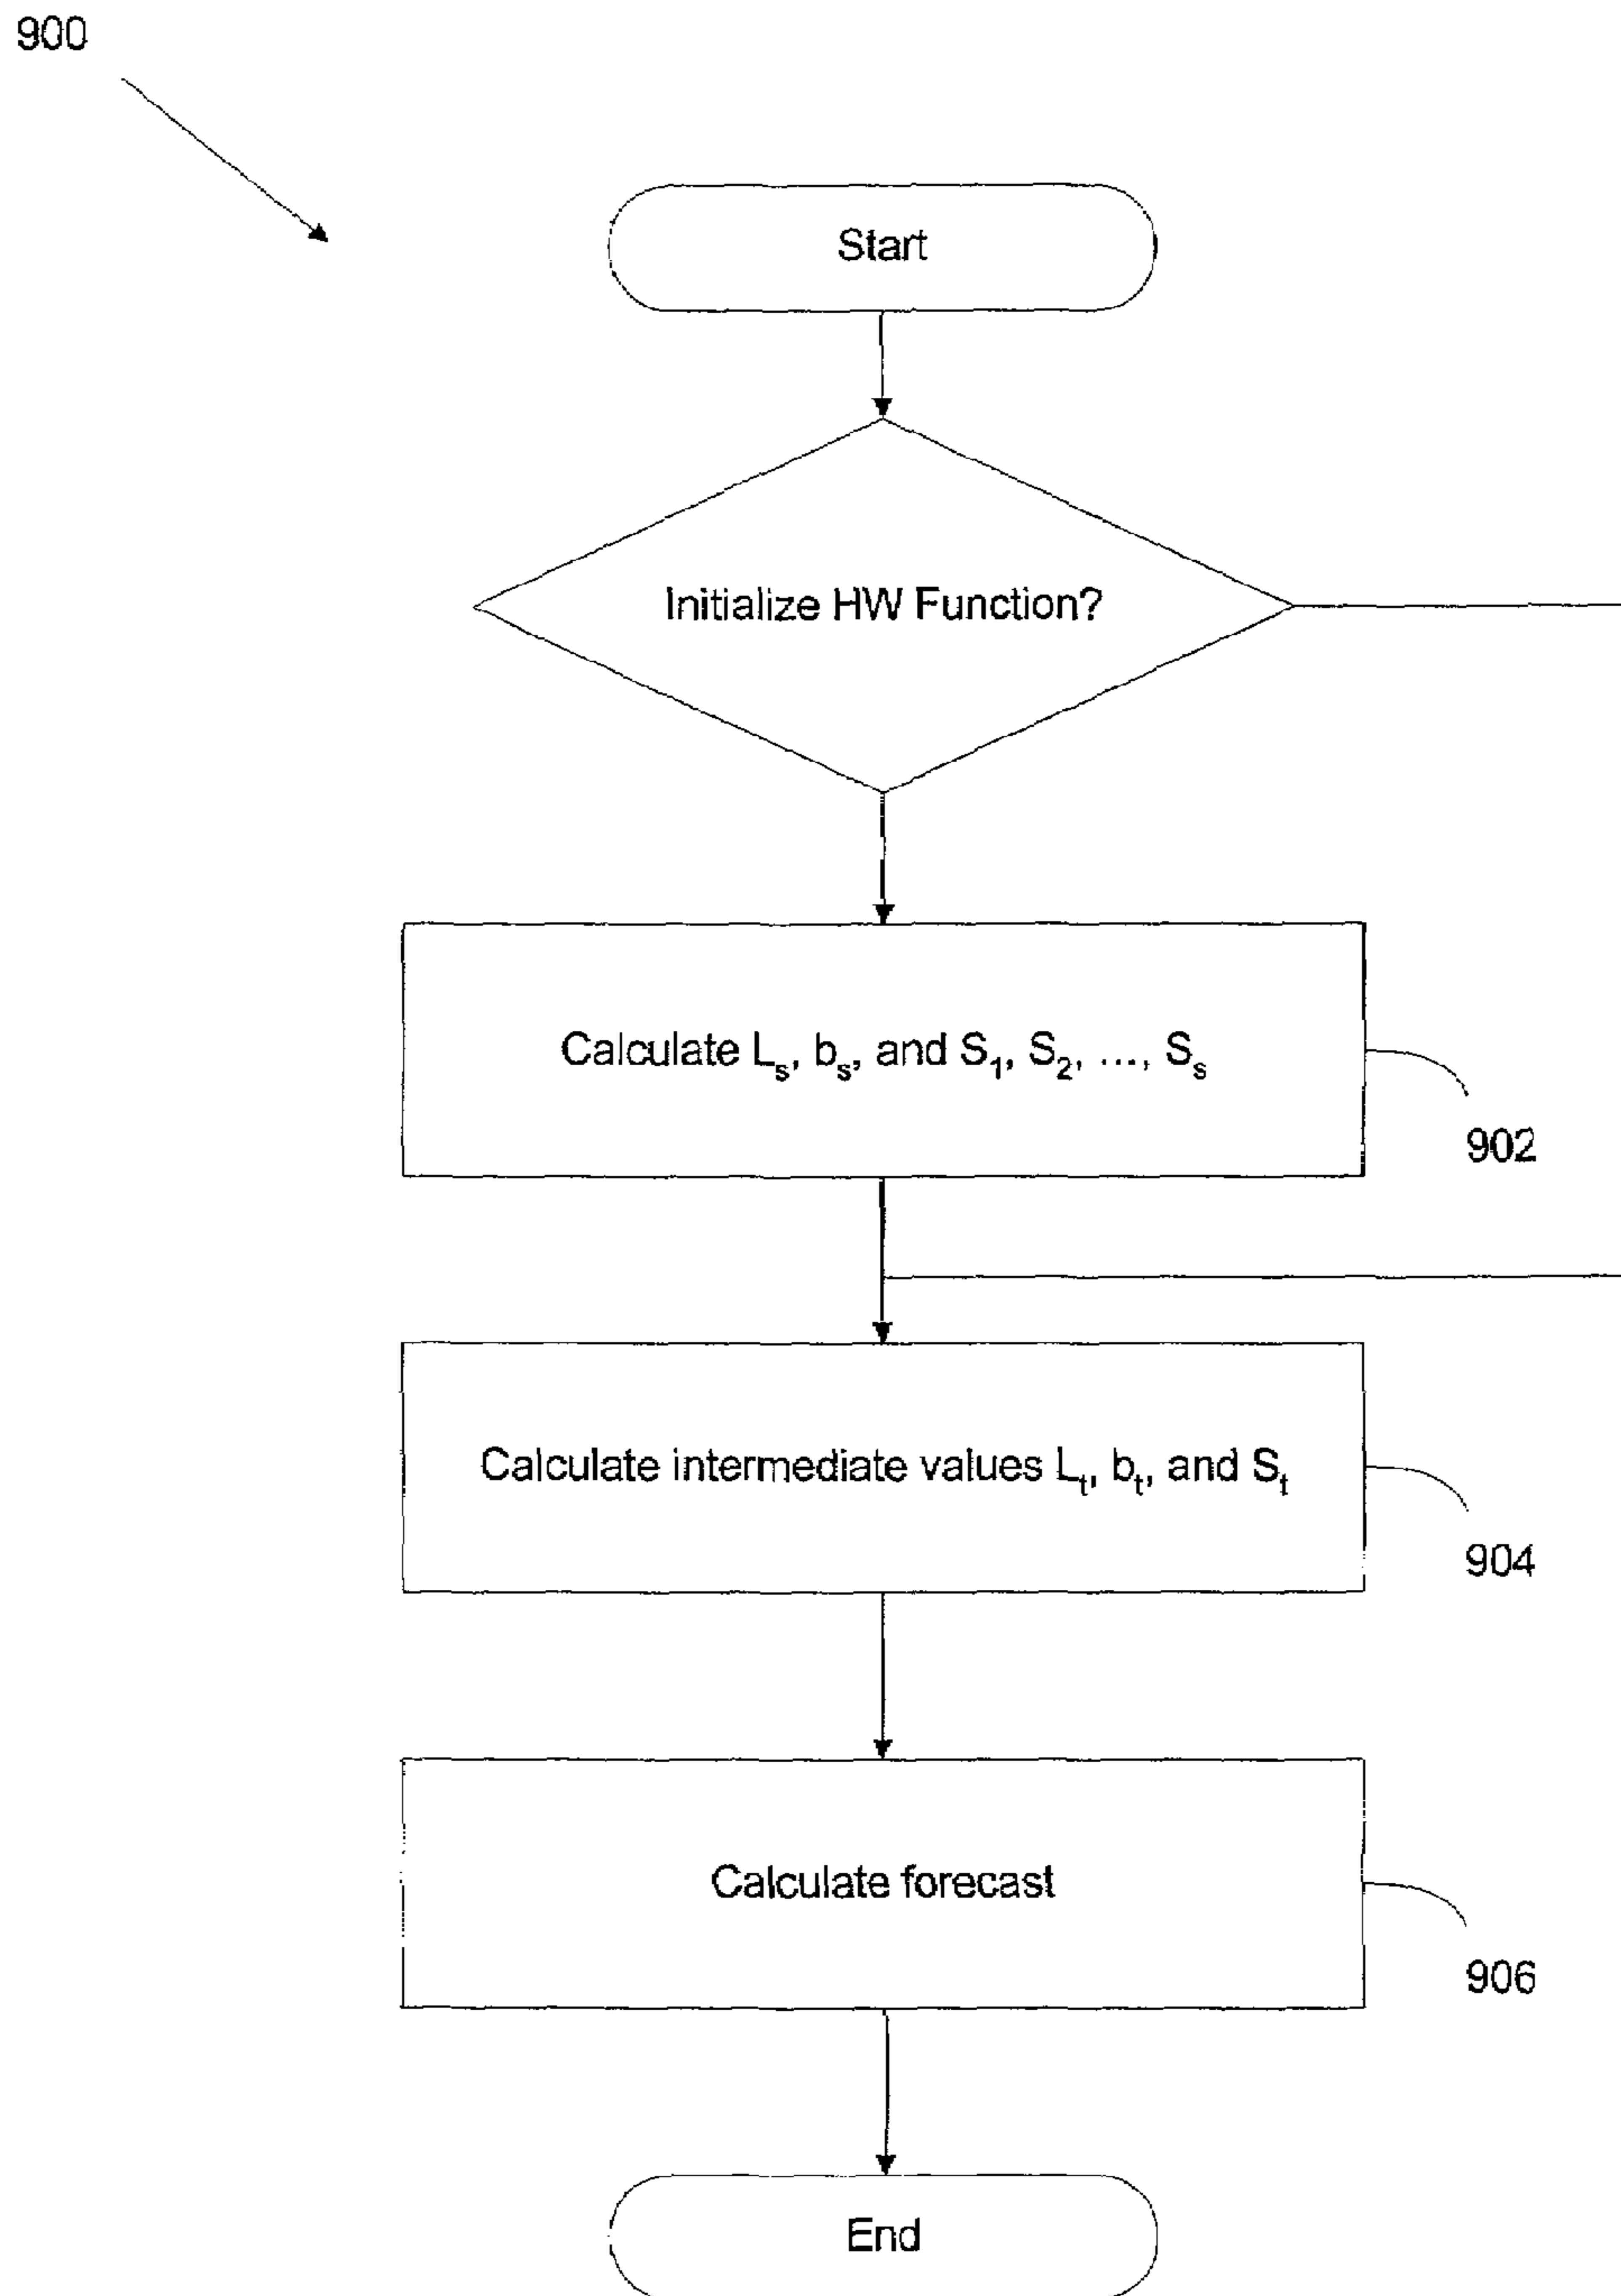 900
Start
Initialize HW Function?
Calculate Lₛ, bₛ, and S₁, S₂, ..., Sₛ
902
Calculate intermediate values Lₜ, bₜ, and Sₜ
904
Calculate forecast
906
End